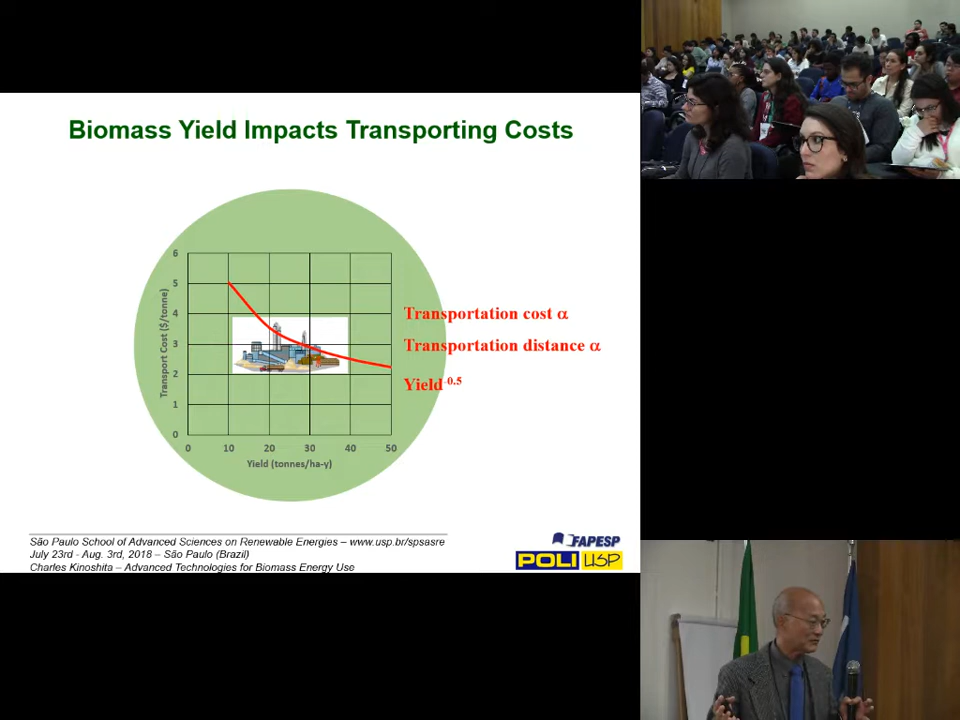 Biomass Yield Impacts Transporting Costs
6
5
4
3
2
1
0
Transport Cost ($/tonne)
0 10 20 30 40 50
Yield (tonnes/ha-y)
Transportation cost α
Transportation distance α
Yield-0.5
São Paulo School of Advanced Sciences on Renewable Energies – www.usp.br/spsasre
July 23rd - Aug. 3rd, 2018 – São Paulo (Brazil)
Charles Kinoshita – Advanced Technologies for Biomass Energy Use
FAPESP
POLI USP